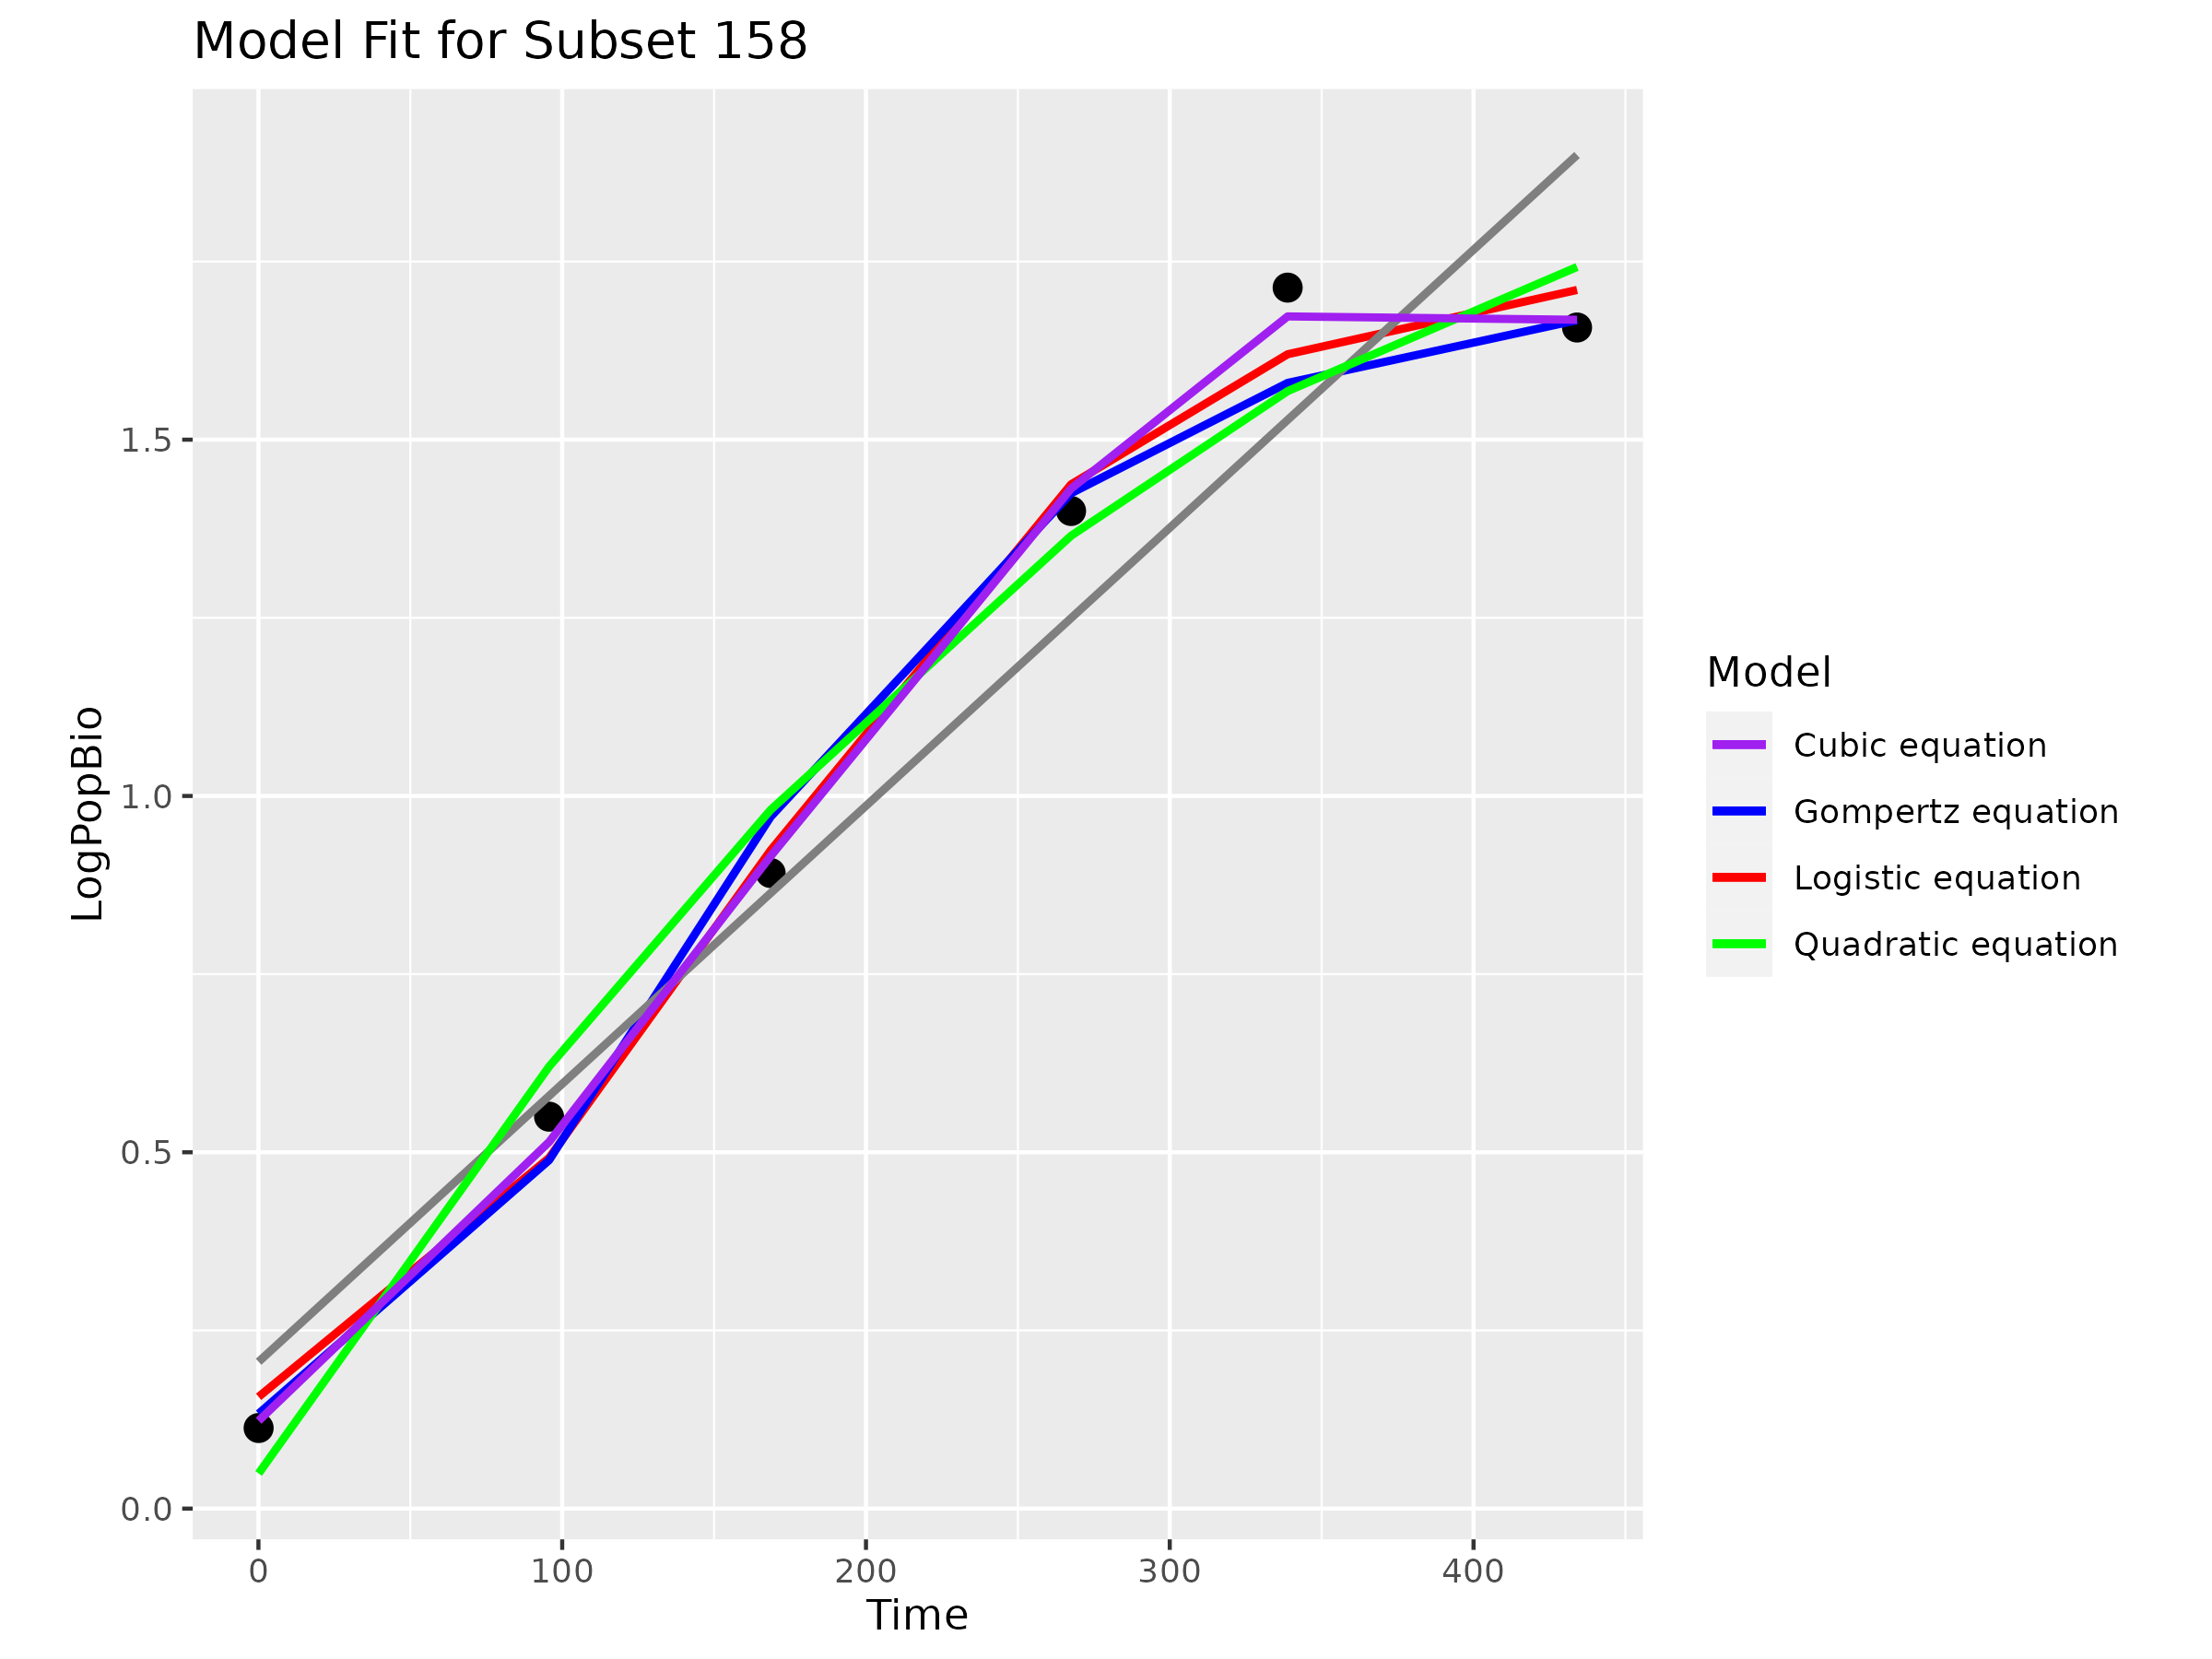 Model Fit for Subset 158
LogPopBio
1.5
1.0
0.5
0.0
0 100 200 300 400
Time
Model
Cubic equation
Gompertz equation
Logistic equation
Quadratic equation